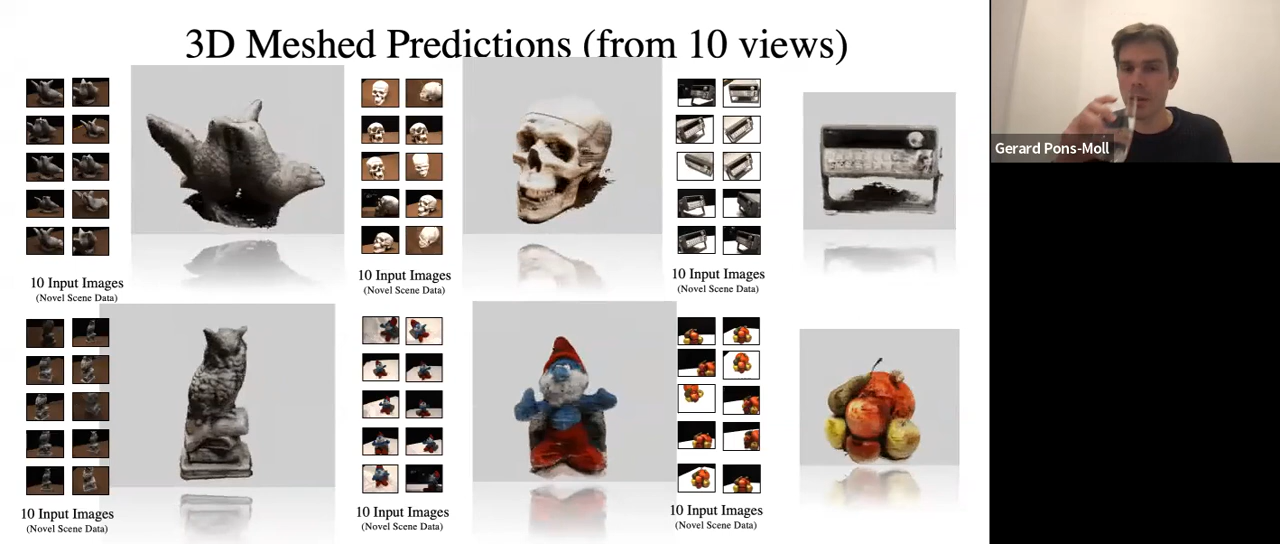 3D Meshed Predictions (from 10 views)
Gerard Pons-Moll
10 Input Images
(Novel Scene Data)
10 Input Images
(Novel Scene Data)
10 Input Images
(Novel Scene Data)
10 Input Images
(Novel Scene Data)
10 Input Images
(Novel Scene Data)
10 Input Images
(Novel Scene Data)